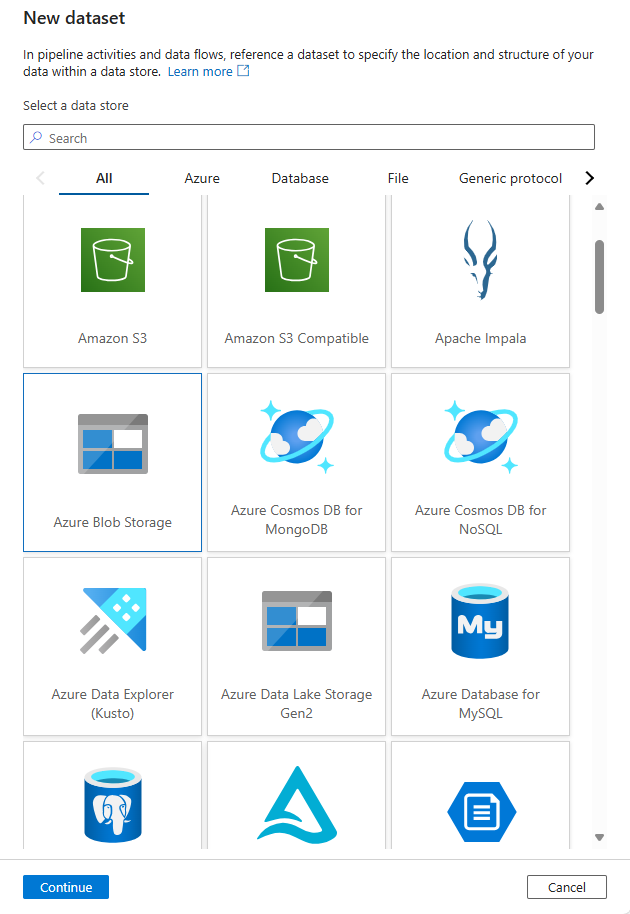 New dataset
In pipeline activities and data flows, reference a dataset to specify the location and structure of your
data within a data store. Learn more
Select a data store
Search
All Azure Database File Generic protocol
Amazon S3 Amazon S3 Compatible Apache Impala
Azure Blob Storage
Azure Cosmos DB for
MongoDB
Azure Cosmos DB for
NoSQL
Azure Data Explorer
(Kusto)
Azure Data Lake Storage
Gen2
My
Azure Database for
MySQL
Continue Cancel